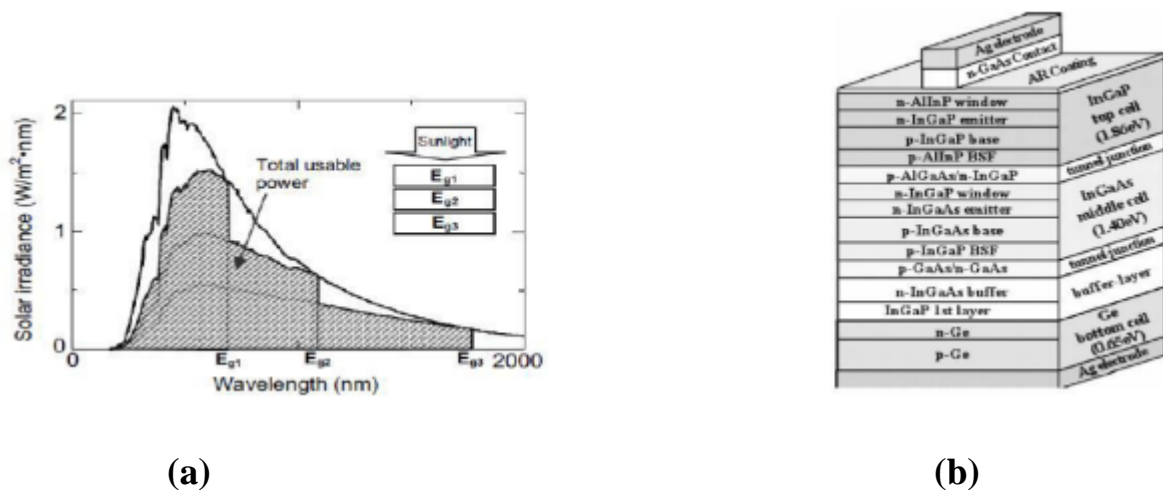 2
1
0
0
2000
Solar irradiance (W/m²•nm)
Wavelength (nm)
Total usable
power
Sunlight
Eg1
Eg2
Eg3
Eg1
Eg2
Eg3
(a)
Ag electrode
n-GaAs Contact
AR Coating
n-AlInP window
n-InGaP emitter
p-InGaP base
p-AlInP BSF
p-AlGaAs/n-InGaP
n-InGaP window
n-InGaAs emitter
p-InGaAs base
p-InGaP BSF
p-GaAs/n-GaAs
n-InGaAs buffer
InGaP 1st layer
n-Ge
p-Ge
InGaP
top cell
(1.86eV)
tunnel junction
InGaAs
middle cell
(1.40eV)
tunnel junction
buffer-layer
Ge
bottom cell
(0.65eV)
Ag electrode
(b)